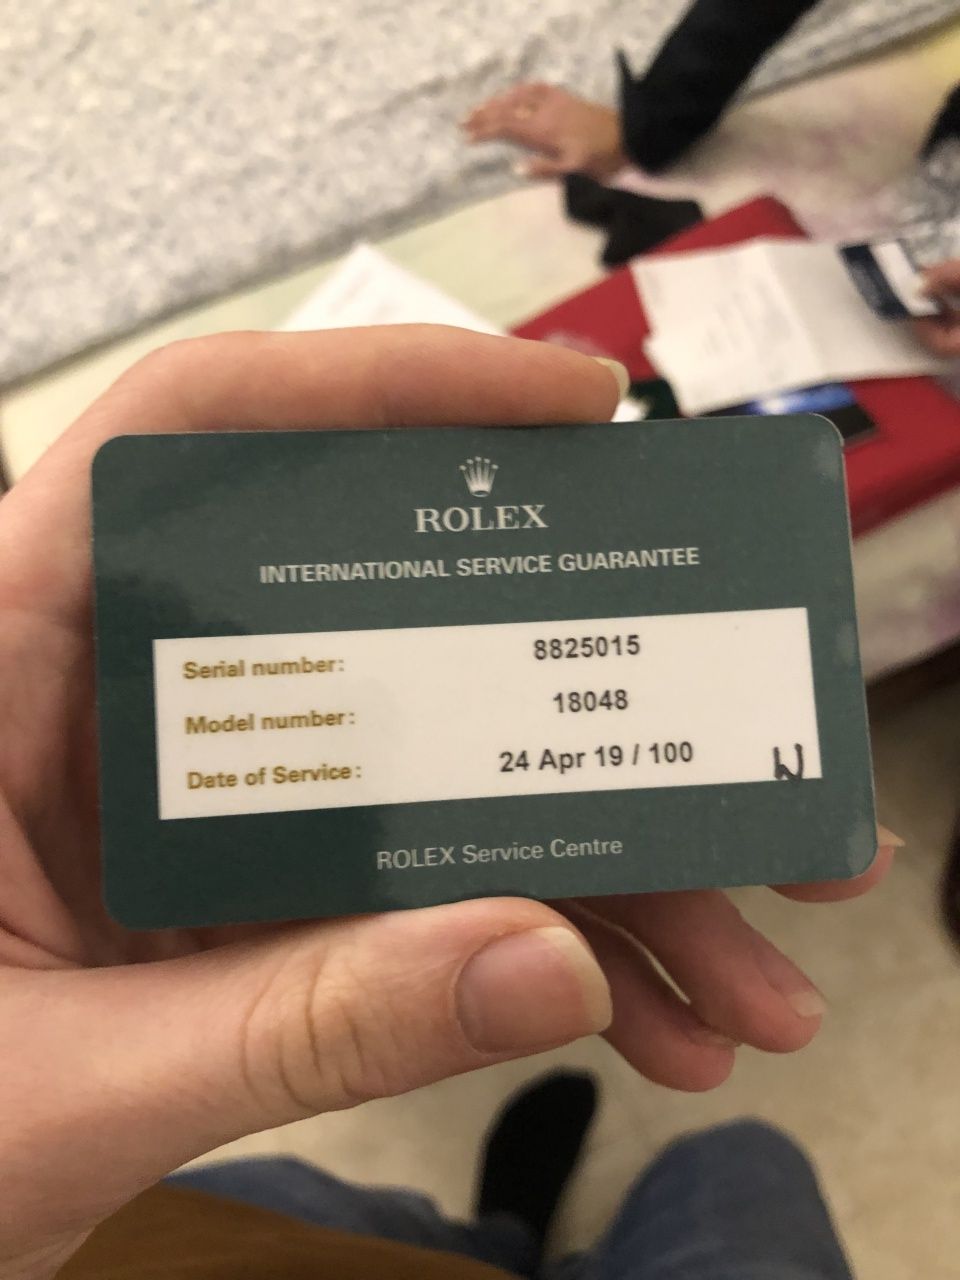 ROLEX
INTERNATIONAL SERVICE GUARANTEE
Serial number: 8825015
Model number: 18048
Date of Service: 24 Apr 19 / 100 W
ROLEX Service Centre